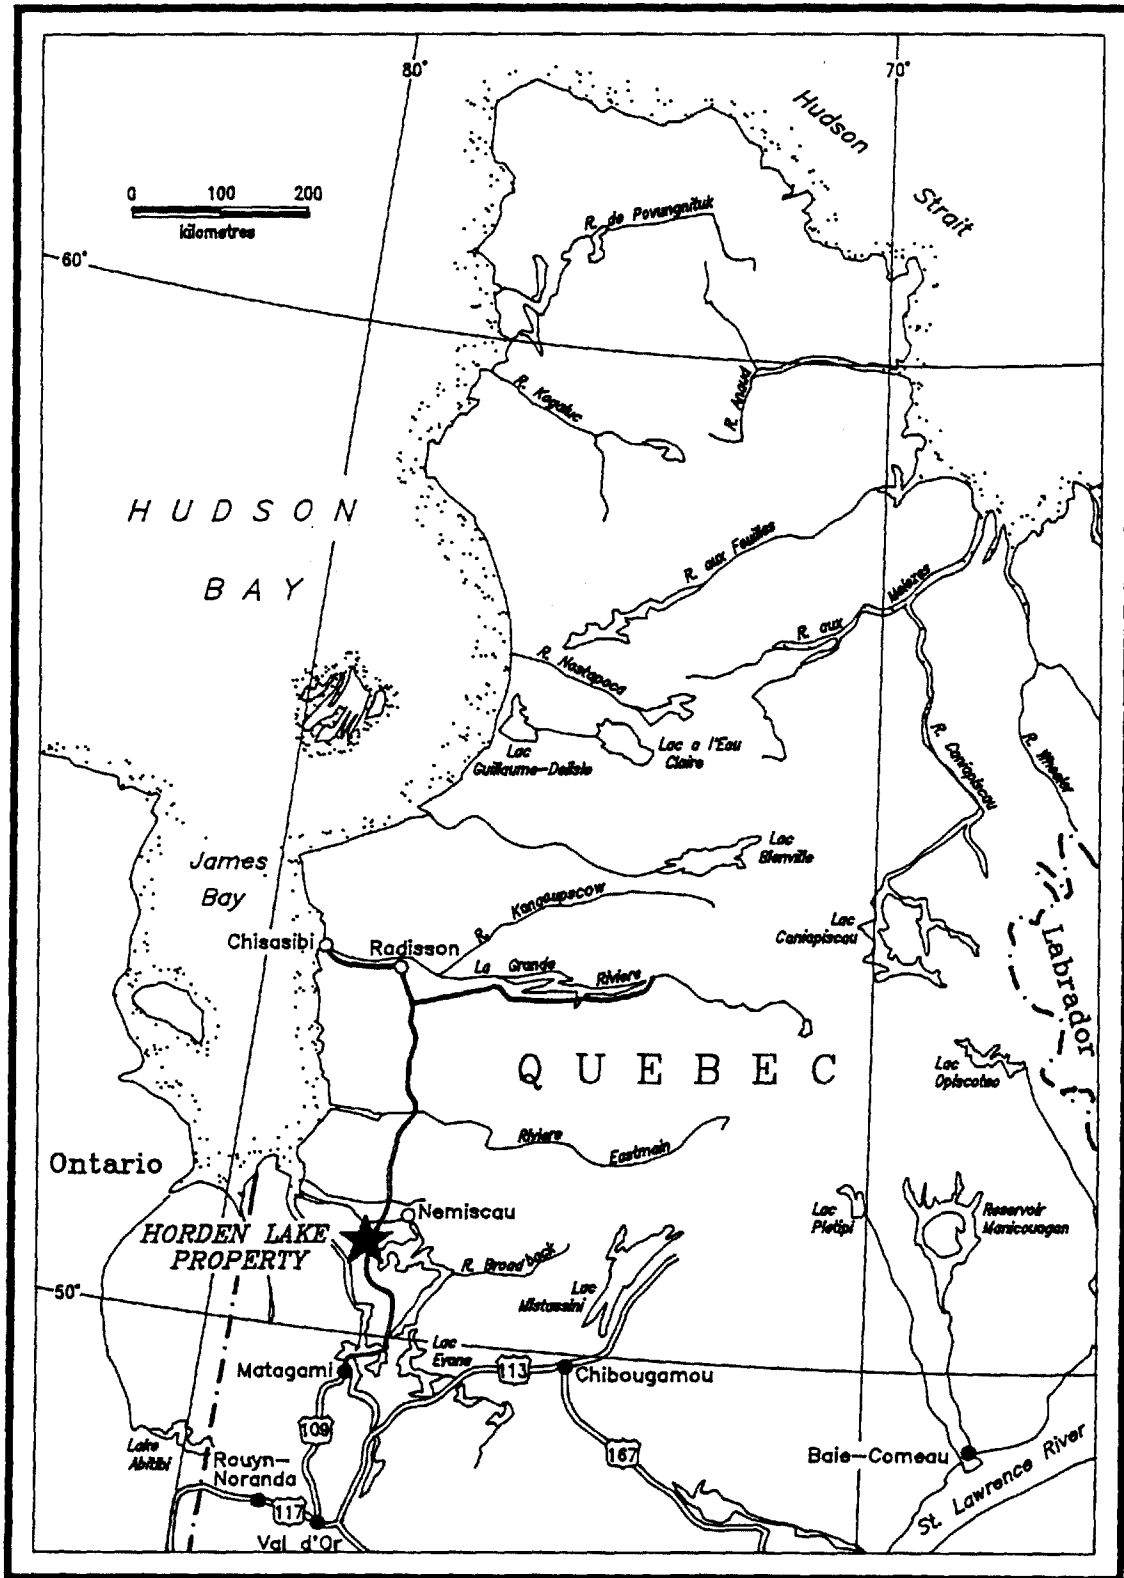 80°
70°
Hudson
Strait
0 100 200
kilometres
R. de Povungnituk
60°
R. Kogaluc
R. Anaud
HUDSON
BAY
R. aux Feuilles
R. aux Melezes
R. Nastapoca
Lac
Guillaume-Delisle
Lac a l'Eau
Claire
R. Caniapiscau
R. Wheeler
James
Bay
Lac
Bienville
R. Kanaaupscow
Lac
Caniapiscau
Chisasibi
Radisson
La Grande Riviere
Labrador
QUEBEC
Lac
Opiscoteo
Riviere Eastmain
Ontario
Nemiscau
Lac
Pletipi
Reservoir
Manicouagan
HORDEN LAKE
PROPERTY
R. Broadback
Lac
Mistassini
50°
Lac
Evans
Matagami
113
Chibougamou
109
Lake
Abitibi
Rouyn-
Noranda
167
Baie-Comeau
St. Lawrence River
117
Val d'Or